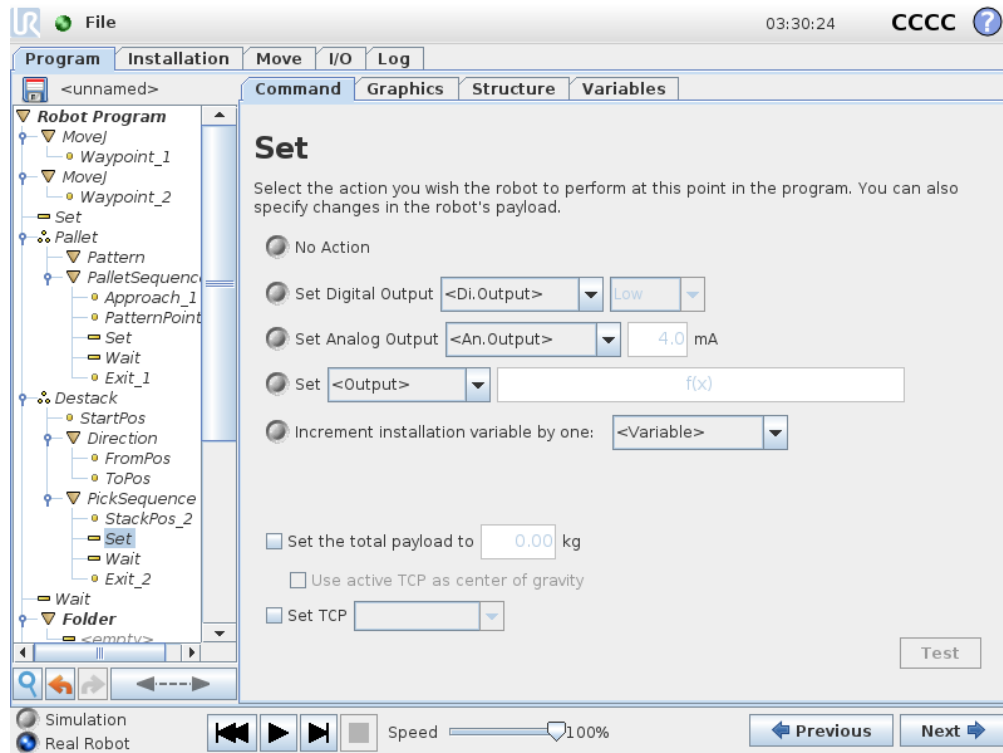 UR File 03:30:24 CCCC ?
Program Installation Move I/O Log
<unnamed> Command Graphics Structure Variables
Robot Program
MoveJ
Waypoint_1
MoveJ
Waypoint_2
Set
Pallet
Pattern
PalletSequenc
Approach_1
PatternPoint
Set
Wait
Exit_1
Destack
StartPos
Direction
FromPos
ToPos
PickSequence
StackPos_2
Set
Wait
Exit_2
Wait
Folder
<empty>
Set
Select the action you wish the robot to perform at this point in the program. You can also
specify changes in the robot's payload.
No Action
Set Digital Output <Di.Output> Low
Set Analog Output <An.Output> 4.0 mA
Set <Output> f(x)
Increment installation variable by one: <Variable>
Set the total payload to 0.00 kg
Use active TCP as center of gravity
Set TCP
Test
Simulation
Real Robot
Speed 100%
Previous Next